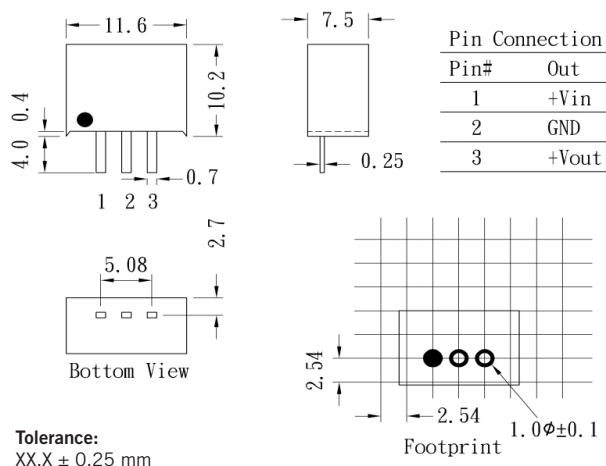 11.6
7.5
Pin Connection
Pin# Out
1 +Vin
2 GND
3 +Vout
10.2
0.4
4.0
0.7
0.25
1 2 3
2.7
5.08
Bottom View
2.54
2.54
1.0Φ±0.1
Footprint
Tolerance:
XX.X ± 0.25 mm